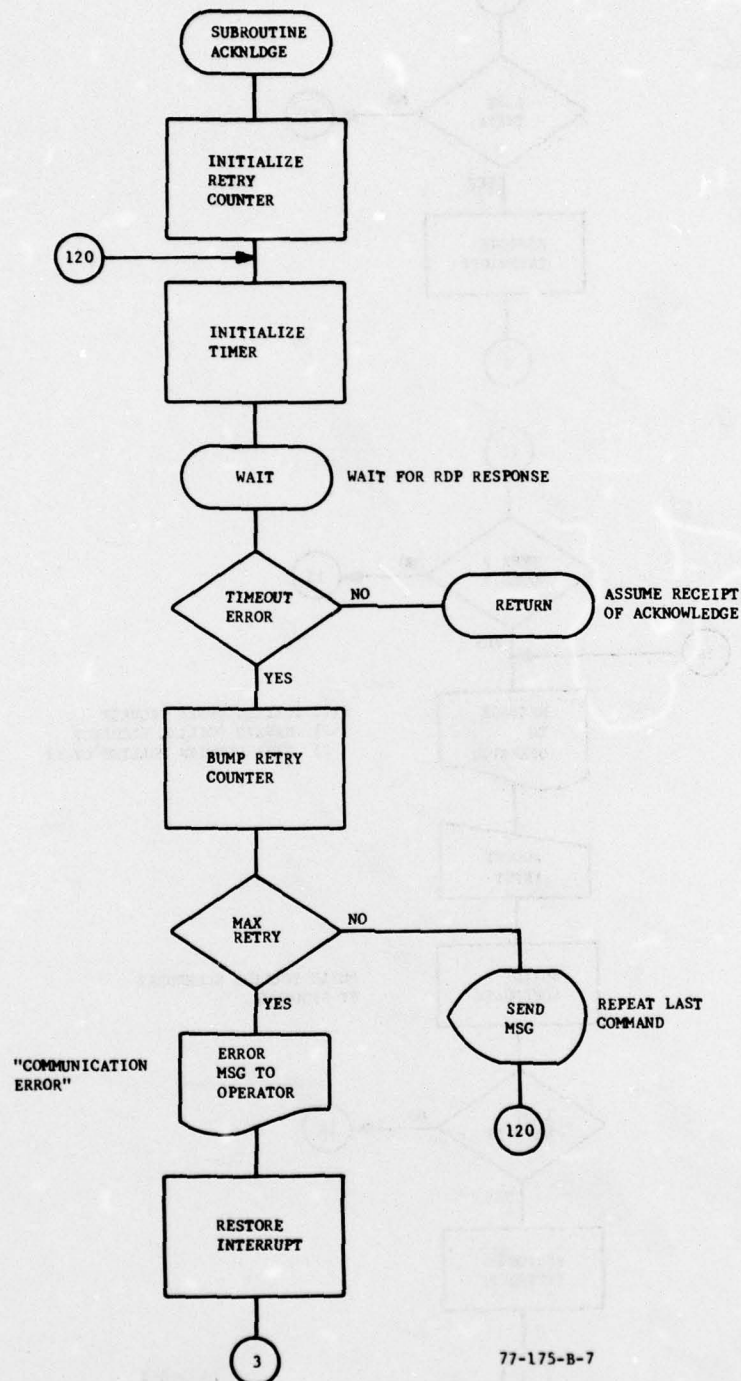 SUBROUTINE
ACKNLDGE
INITIALIZE
RETRY
COUNTER
120
INITIALIZE
TIMER
WAIT
WAIT FOR RDP RESPONSE
TIMEOUT
ERROR
NO
RETURN
ASSUME RECEIPT
OF ACKNOWLEDGE
YES
BUMP RETRY
COUNTER
MAX
RETRY
NO
SEND
MSG
REPEAT LAST
COMMAND
120
YES
"COMMUNICATION
ERROR"
ERROR
MSG TO
OPERATOR
RESTORE
INTERRUPT
3
77-175-B-7